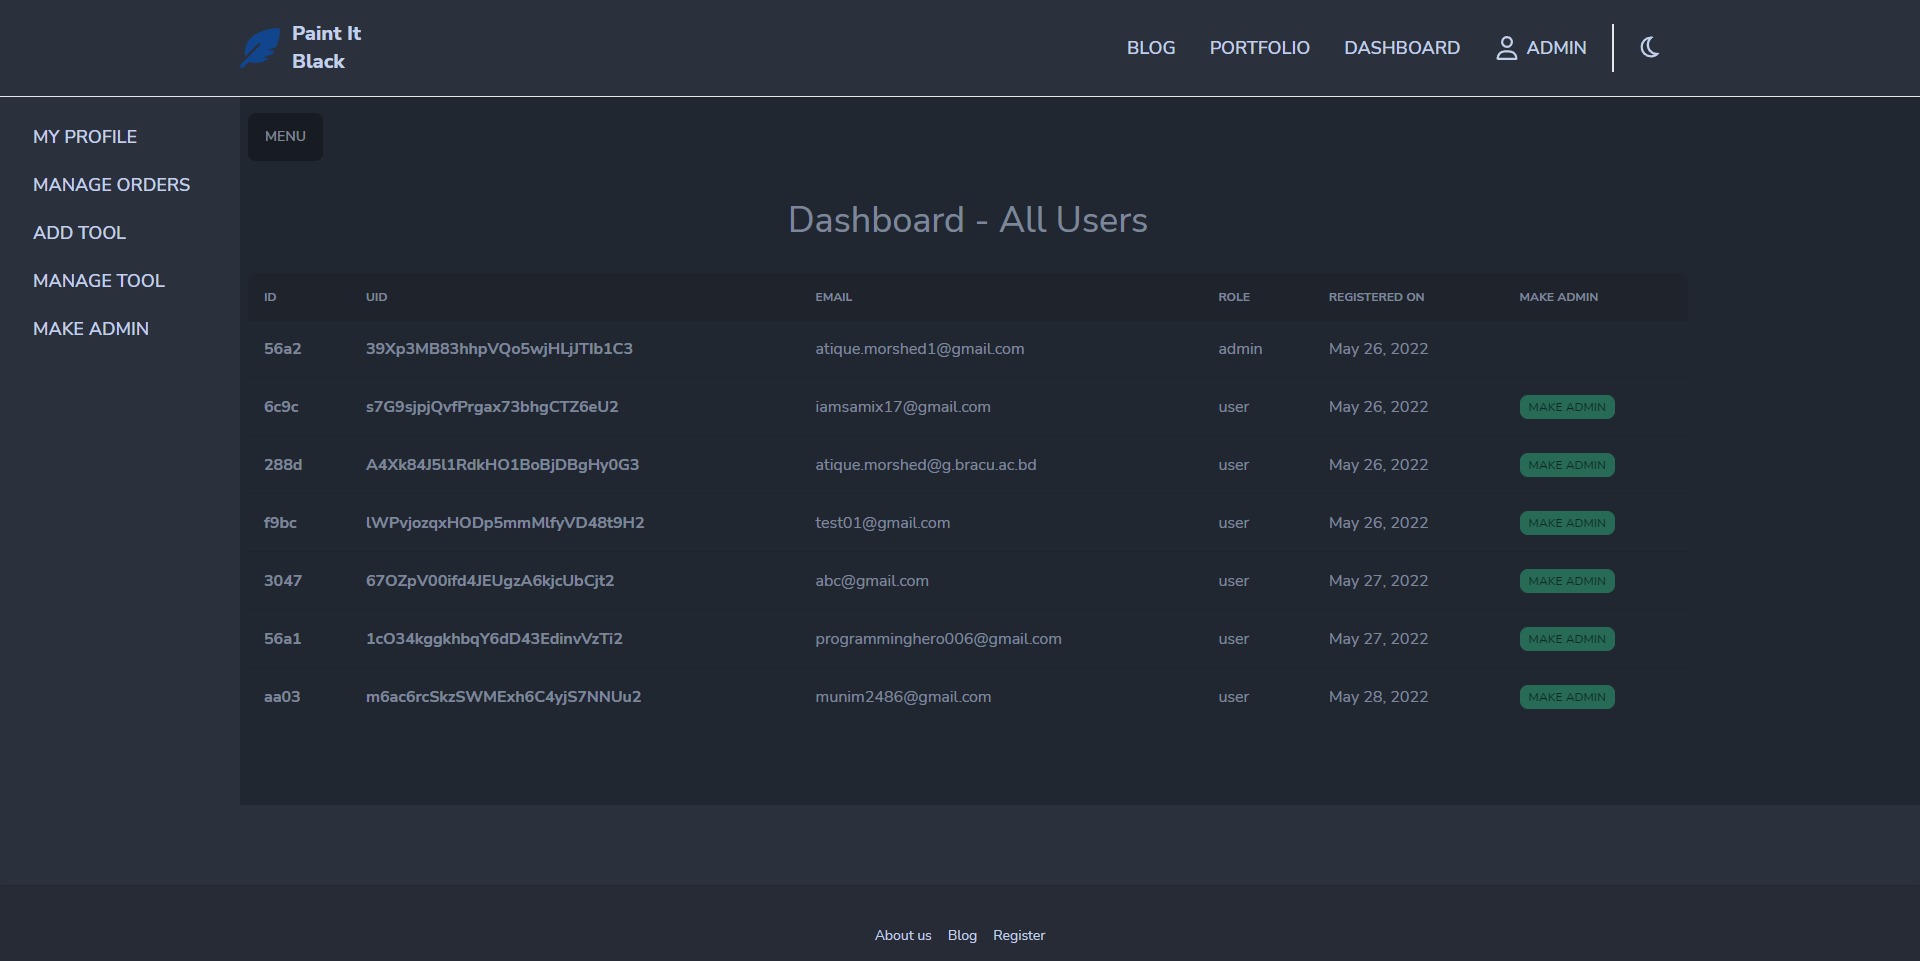 Paint It
Black
BLOG PORTFOLIO DASHBOARD ADMIN
MY PROFILE
MANAGE ORDERS
ADD TOOL
MANAGE TOOL
MAKE ADMIN
MENU
Dashboard - All Users
ID UID EMAIL ROLE REGISTERED ON MAKE ADMIN
56a2 39Xp3MB83hhpVQo5wjHLjJTIb1C3 atique.morshed1@gmail.com admin May 26, 2022
6c9c s7G9sjpjQvfPrgax73bhgCTZ6eU2 iamsamix17@gmail.com user May 26, 2022 MAKE ADMIN
288d A4Xk84J5l1RdkHO1BoBjDBgHy0G3 atique.morshed@g.bracu.ac.bd user May 26, 2022 MAKE ADMIN
f9bc lWPvjozqxHODp5mmMlfyVD48t9H2 test01@gmail.com user May 26, 2022 MAKE ADMIN
3047 67OZpV00ifd4JEUgzA6kjcUbCjt2 abc@gmail.com user May 27, 2022 MAKE ADMIN
56a1 1cO34kggkhbqY6dD43EdinvVzTi2 programminghero006@gmail.com user May 27, 2022 MAKE ADMIN
aa03 m6ac6rcSkzSWMExh6C4yjS7NNUu2 munim2486@gmail.com user May 28, 2022 MAKE ADMIN
About us Blog Register